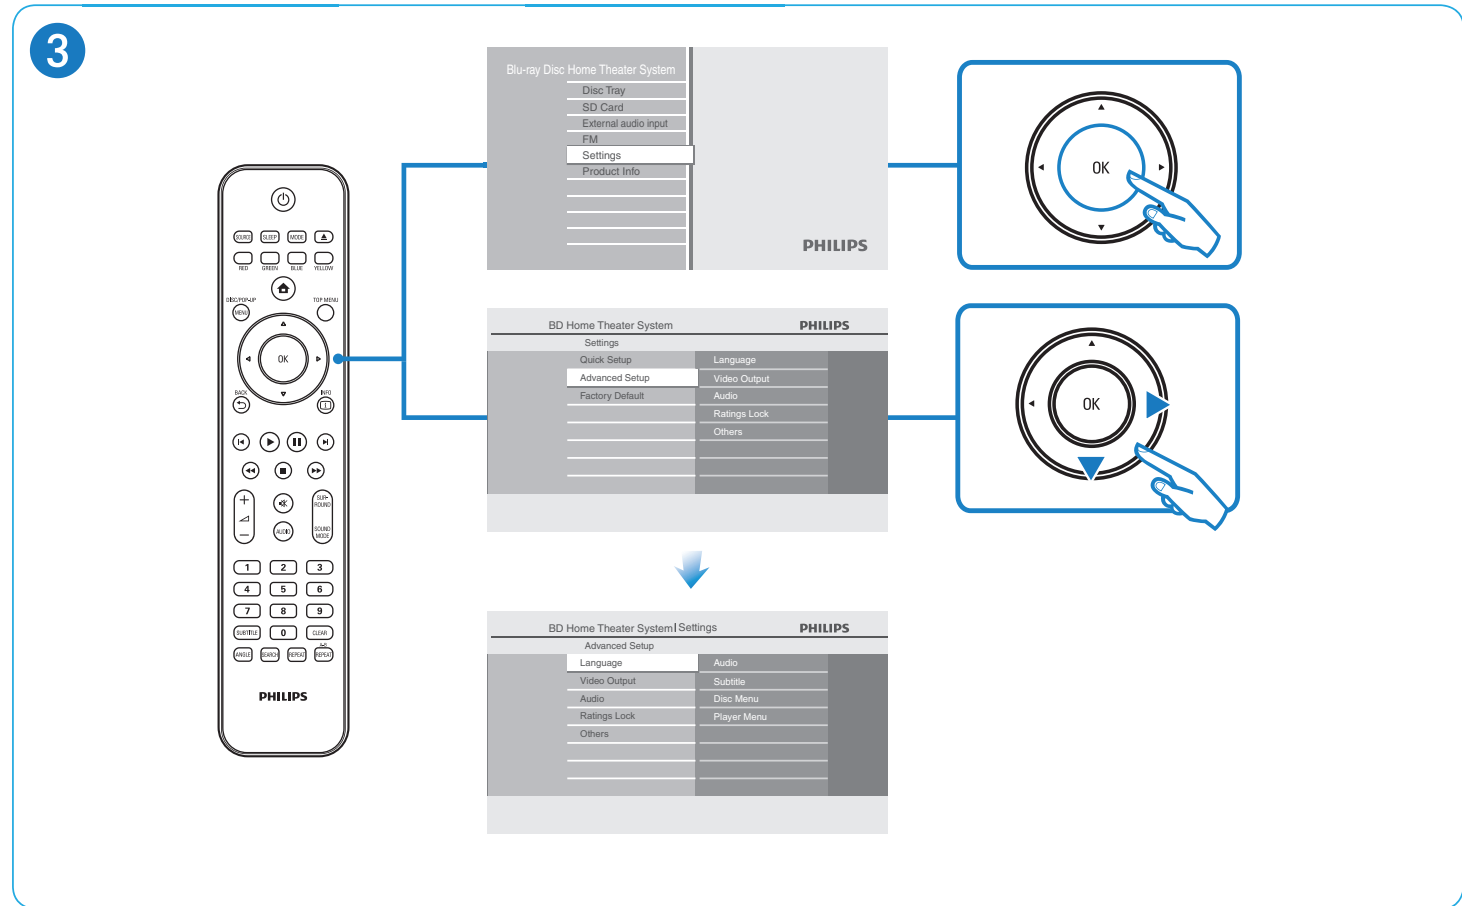 3
SOURCE SLEEP MODE
RED GREEN BLUE YELLOW
DISC/POP-UP TOP MENU
MENU
OK
BACK INFO
SUR-
ROUND
AUDIO
SOUND
MODE
1 2 3
4 5 6
7 8 9
SUBTITLE 0 CLEAR
A-B
ANGLE SEARCH REPEAT REPEAT
PHILIPS
Blu-ray Disc Home Theater System
Disc Tray
SD Card
External audio input
FM
Settings
Product Info
PHILIPS
OK
BD Home Theater System PHILIPS
Settings
Quick Setup Language
Advanced Setup Video Output
Factory Default Audio
Ratings Lock
Others
OK
BD Home Theater System | Settings PHILIPS
Advanced Setup
Language Audio
Video Output Subtitle
Audio Disc Menu
Ratings Lock Player Menu
Others